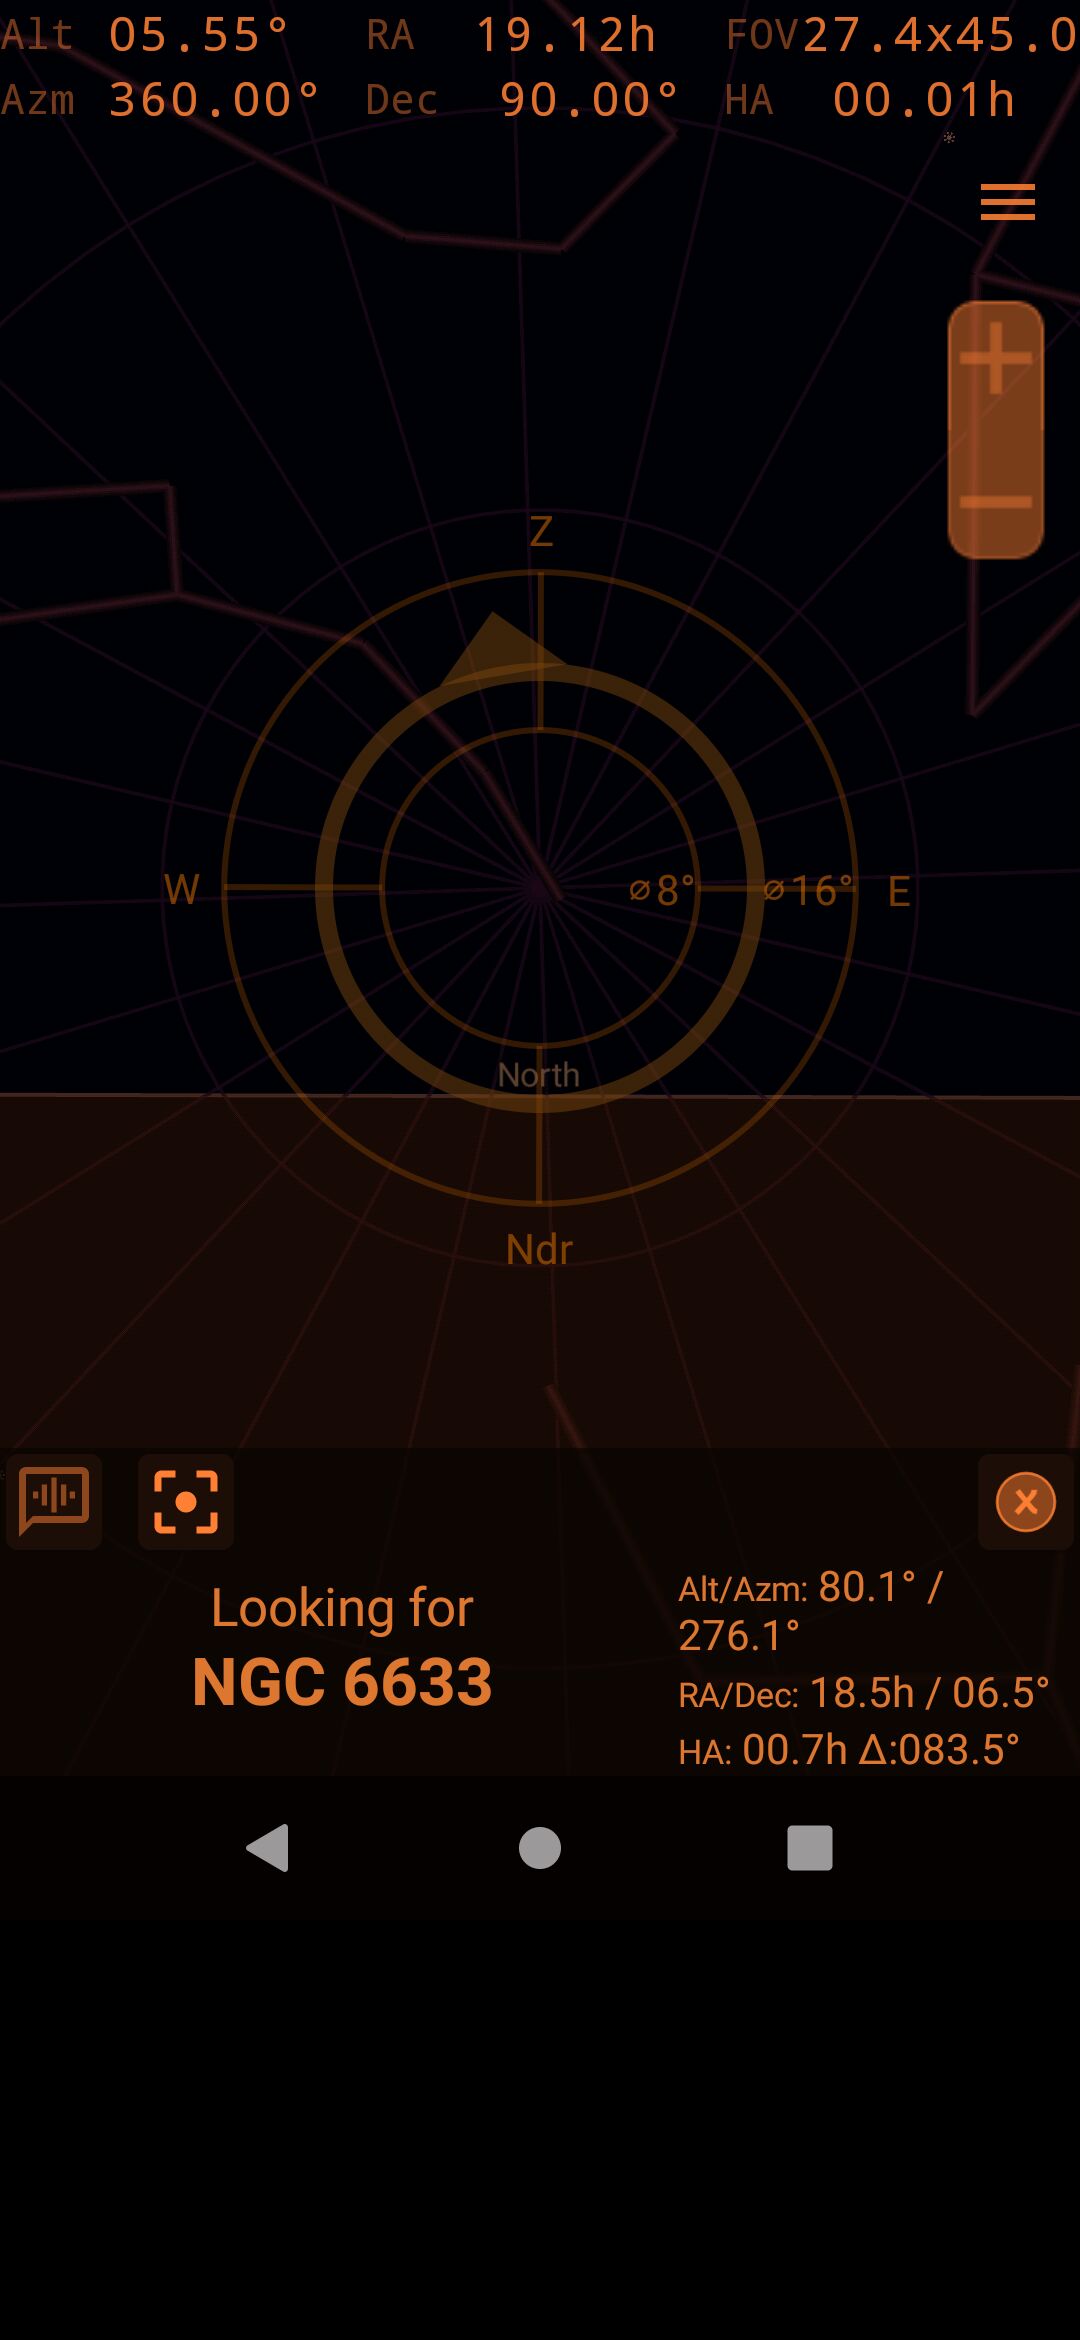 Alt 05.55° RA 19.12h FOV27.4x45.0
Azm 360.00° Dec 90.00° HA 00.01h
Z
W ⌀8° ⌀16° E
North
Ndr
Looking for
NGC 6633
Alt/Azm: 80.1° /
276.1°
RA/Dec: 18.5h / 06.5°
HA: 00.7h Δ:083.5°